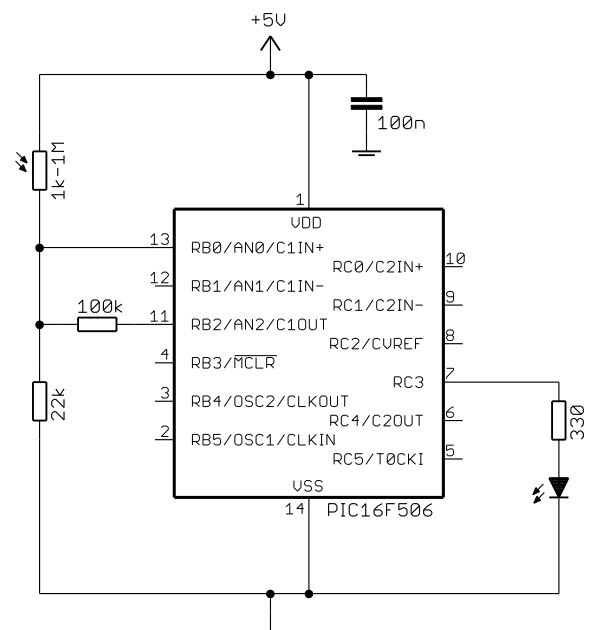 +5V
100n
1k-1M
1
VDD
13 RB0/AN0/C1IN+
RC0/C2IN+ 10
12 RB1/AN1/C1IN-
RC1/C2IN- 9
100k
11 RB2/AN2/C1OUT
RC2/CVREF 8
4 RB3/MCLR
RC3 7
22k
3 RB4/OSC2/CLKOUT
RC4/C2OUT 6
330
2 RB5/OSC1/CLKIN
RC5/T0CKI 5
VSS
14
PIC16F506